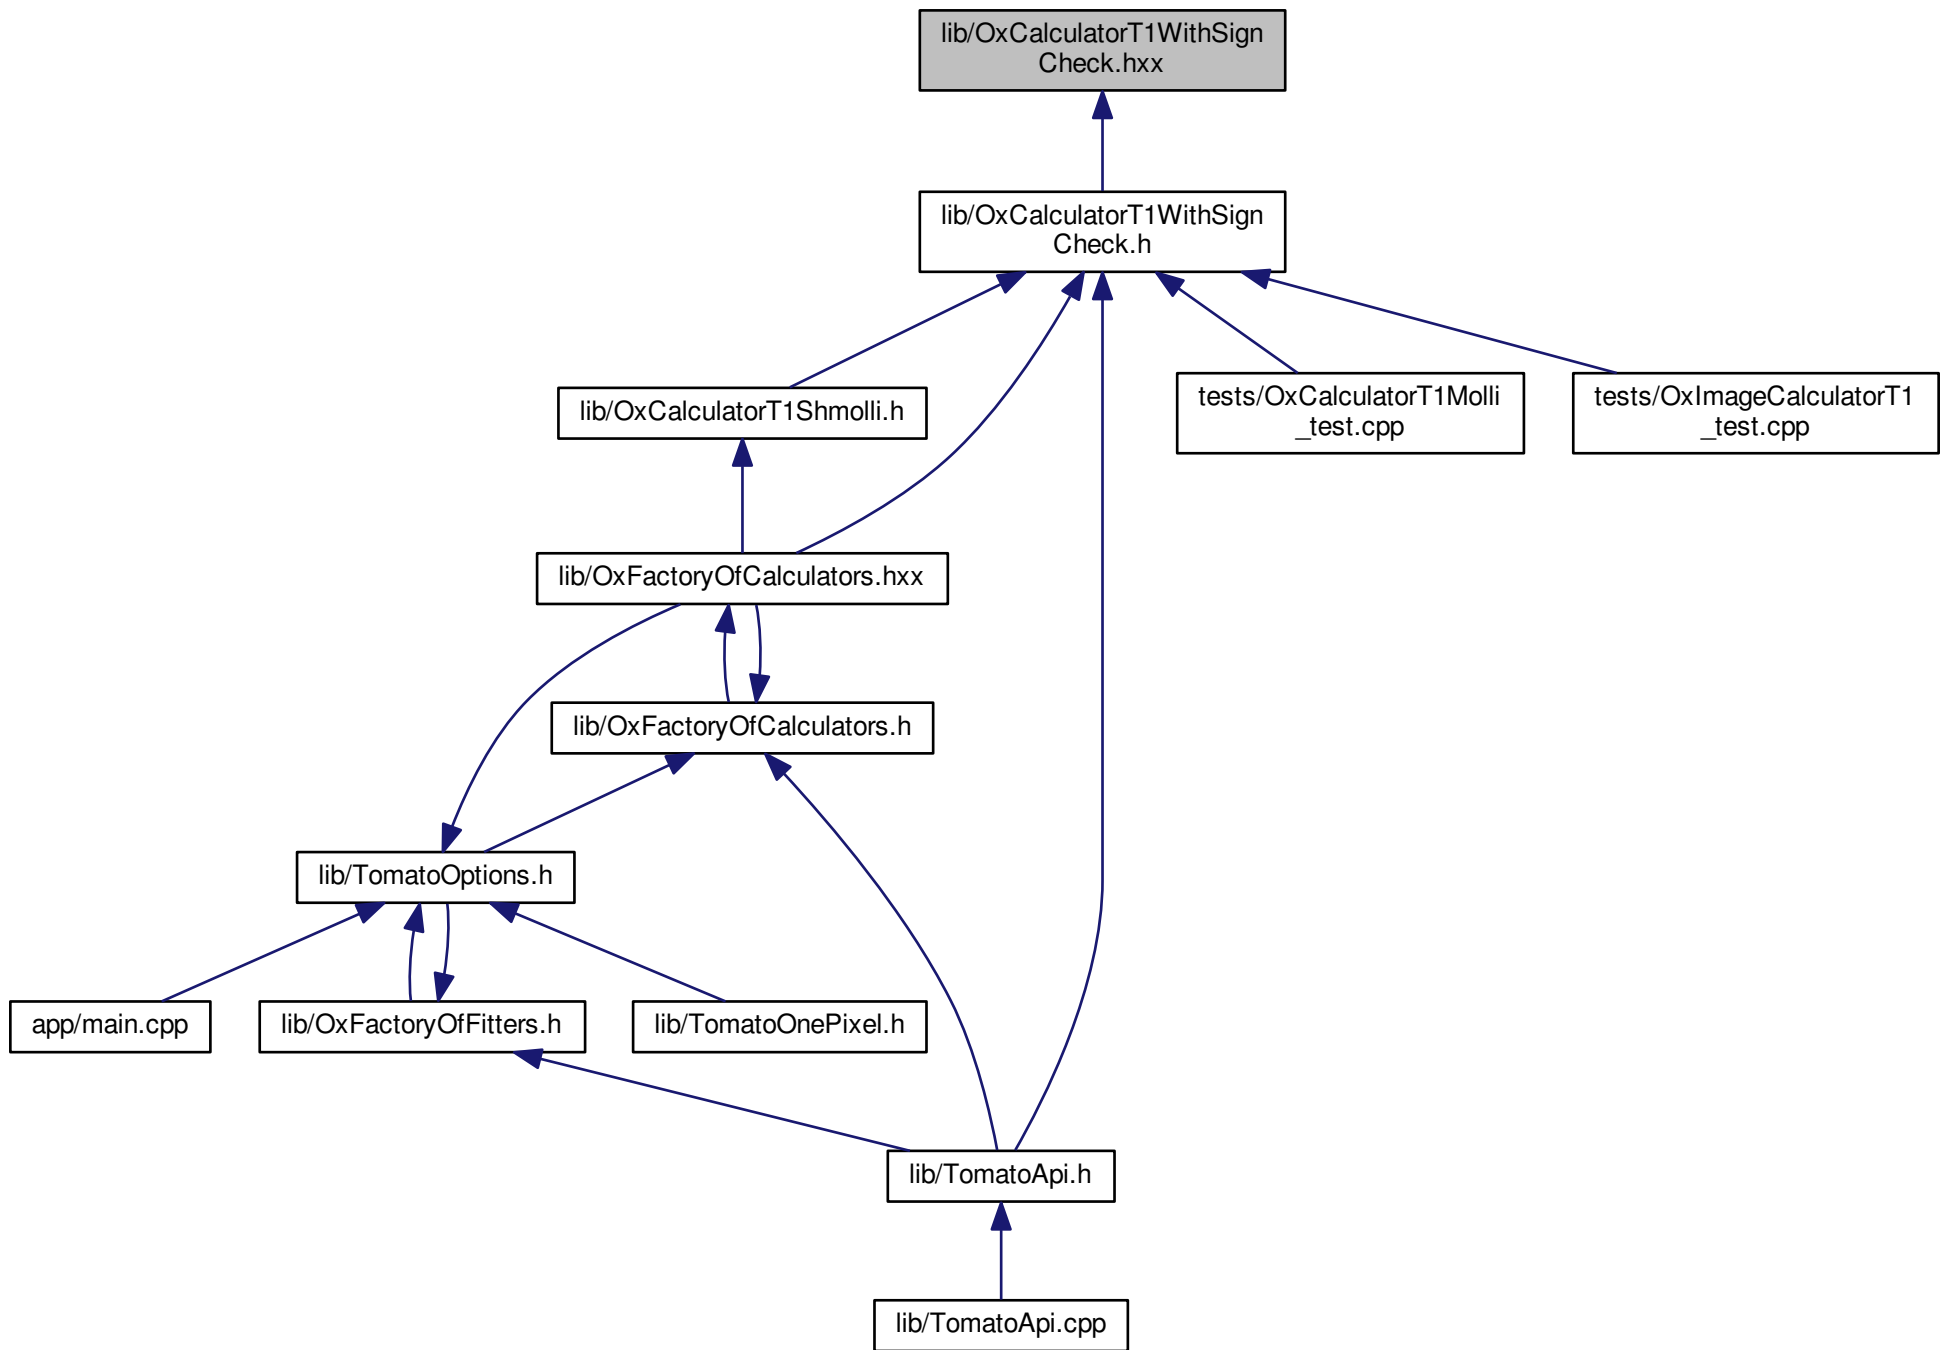 lib/OxCalculatorT1WithSign
Check.hxx
lib/OxCalculatorT1WithSign
Check.h
lib/OxCalculatorT1Shmolli.h
tests/OxCalculatorT1Molli
_test.cpp
tests/OxImageCalculatorT1
_test.cpp
lib/OxFactoryOfCalculators.hxx
lib/OxFactoryOfCalculators.h
lib/TomatoOptions.h
app/main.cpp
lib/OxFactoryOfFitters.h
lib/TomatoOnePixel.h
lib/TomatoApi.h
lib/TomatoApi.cpp